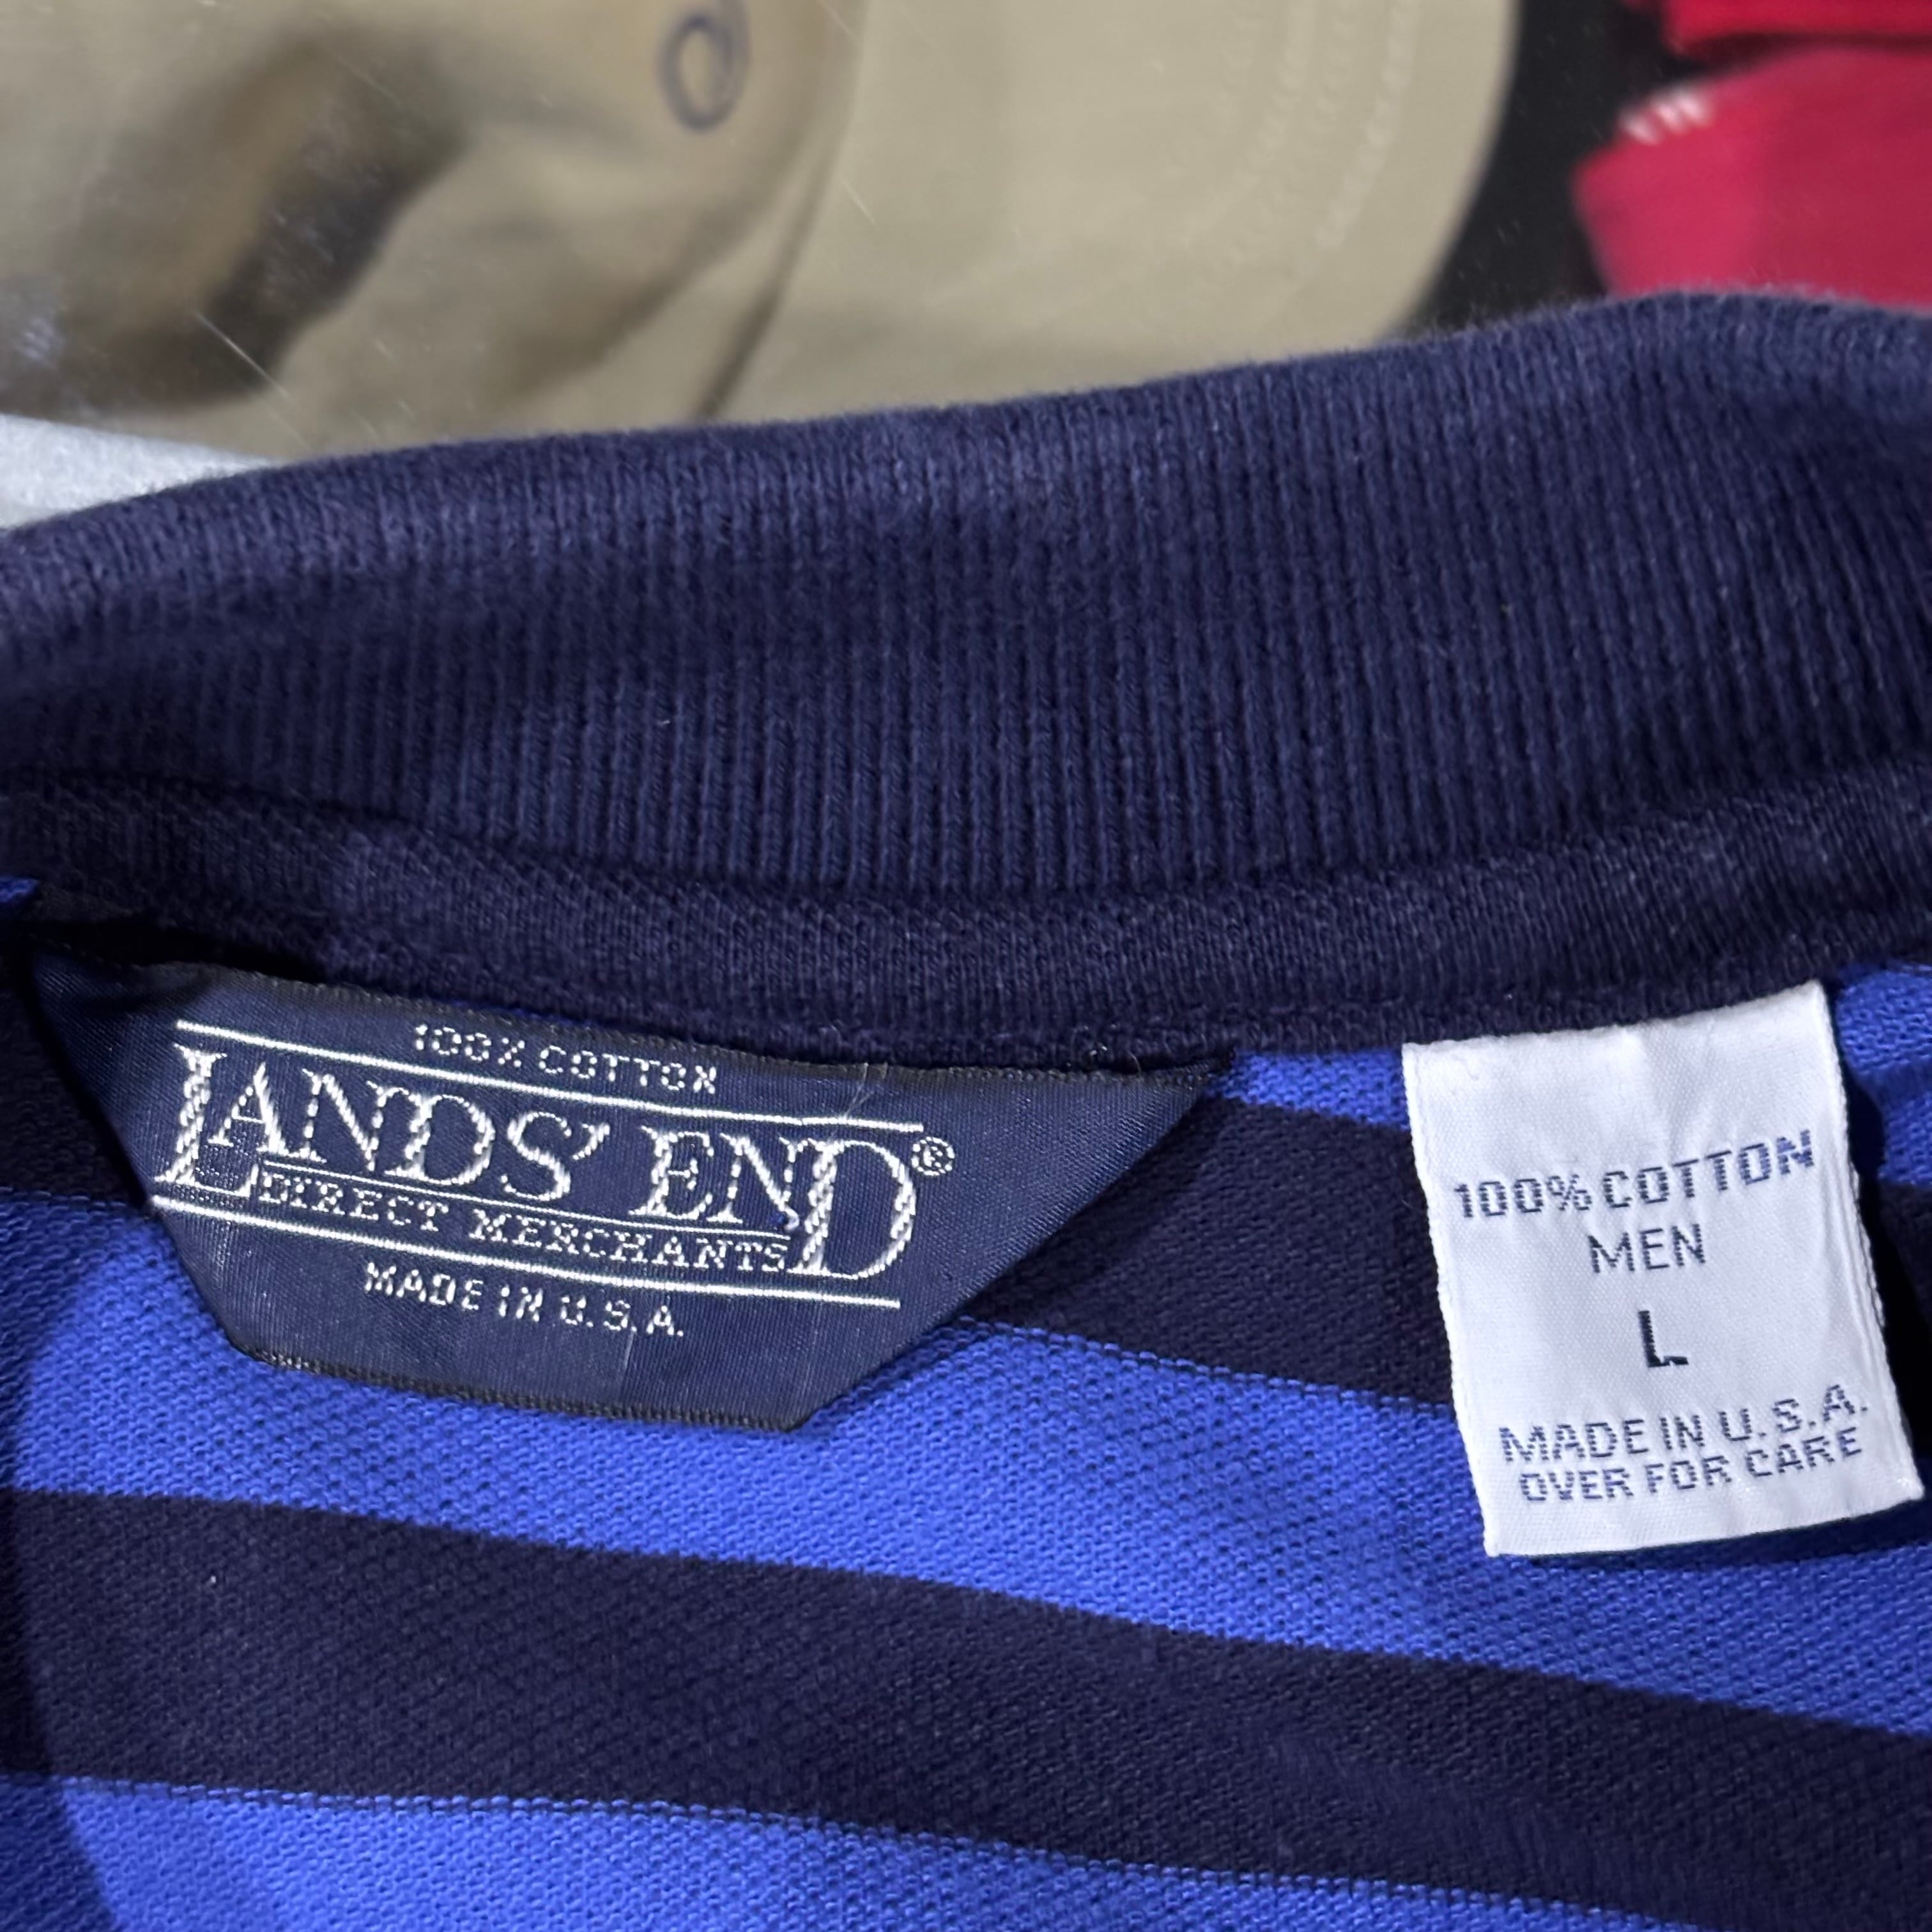 100% COTTON
LANDS' END®
DIRECT MERCHANTS
MADE IN U.S.A.
100% COTTON
MEN
L
MADE IN U.S.A.
OVER FOR CARE